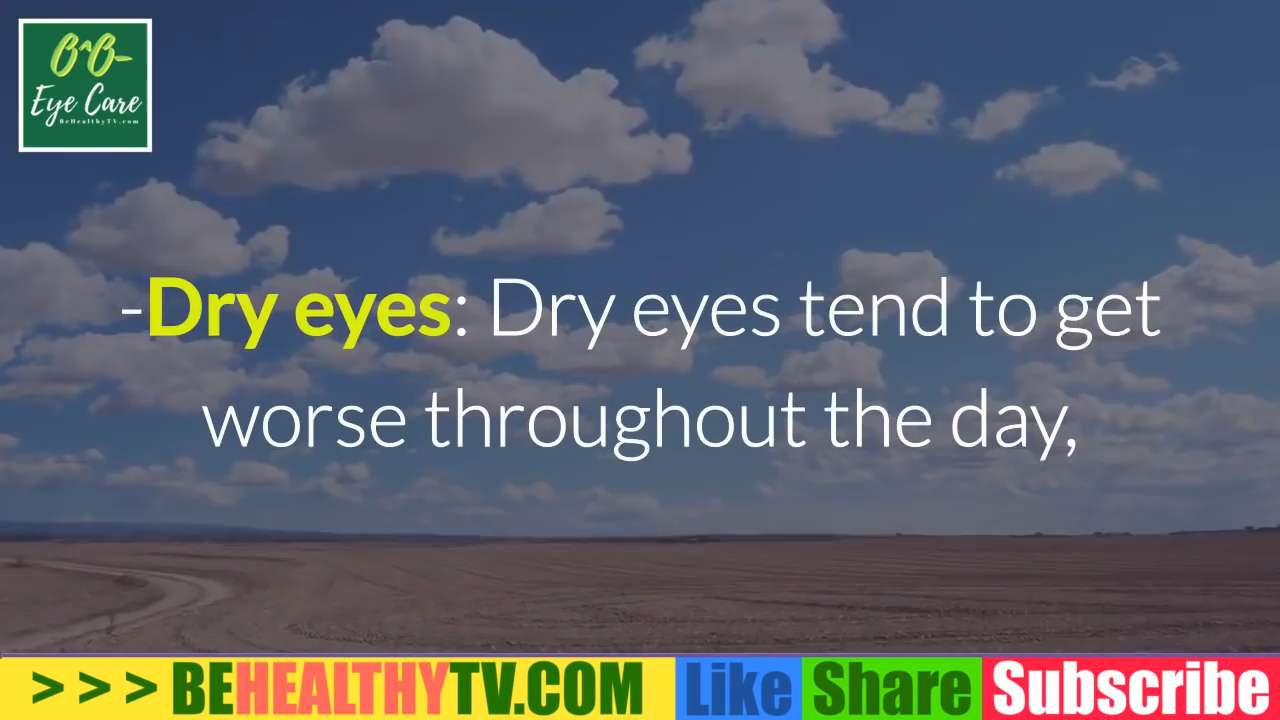 Eye Care
BeHealthyTV.com
-Dry eyes: Dry eyes tend to get
worse throughout the day,
> > > BEHEALTHYTV.COM Like Share Subscribe